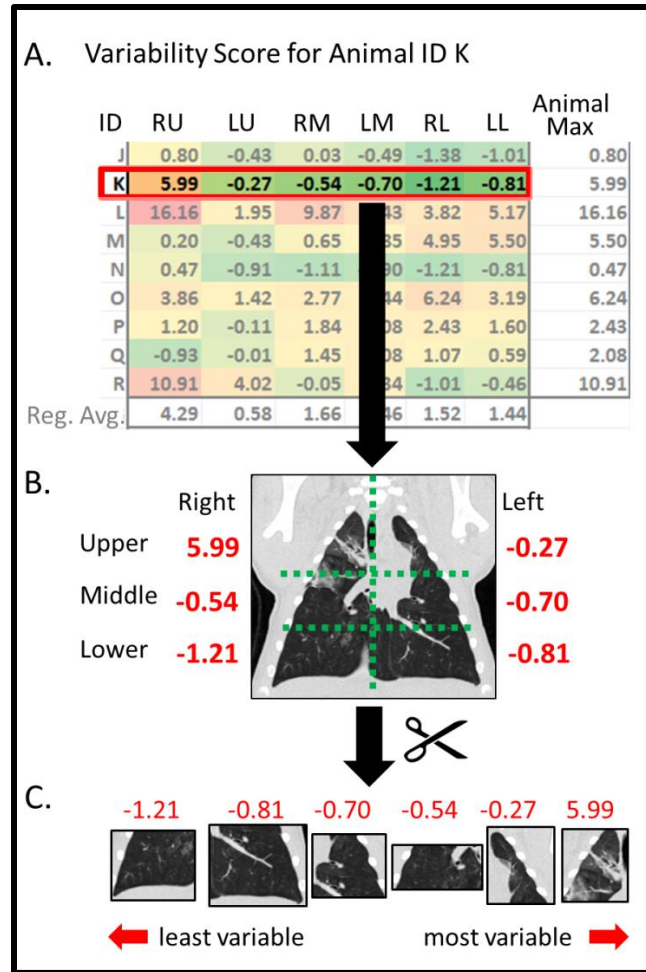 A. Variability Score for Animal ID K
Animal
ID RU LU RM LM RL LL Max
J 0.80 -0.43 0.03 -0.49 -1.38 -1.01 0.80
K 5.99 -0.27 -0.54 -0.70 -1.21 -0.81 5.99
L 16.16 1.95 9.87 43 3.82 5.17 16.16
M 0.20 -0.43 0.65 35 4.95 5.50 5.50
N 0.47 -0.91 -1.11 90 -1.21 -0.81 0.47
O 3.86 1.42 2.77 44 6.24 3.19 6.24
P 1.20 -0.11 1.84 08 2.43 1.60 2.43
Q -0.93 -0.01 1.45 08 1.07 0.59 2.08
R 10.91 4.02 -0.05 34 -1.01 -0.46 10.91
Reg. Avg. 4.29 0.58 1.66 46 1.52 1.44
B.
Right Left
Upper 5.99 -0.27
Middle -0.54 -0.70
Lower -1.21 -0.81
C.
-1.21 -0.81 -0.70 -0.54 -0.27 5.99
least variable most variable